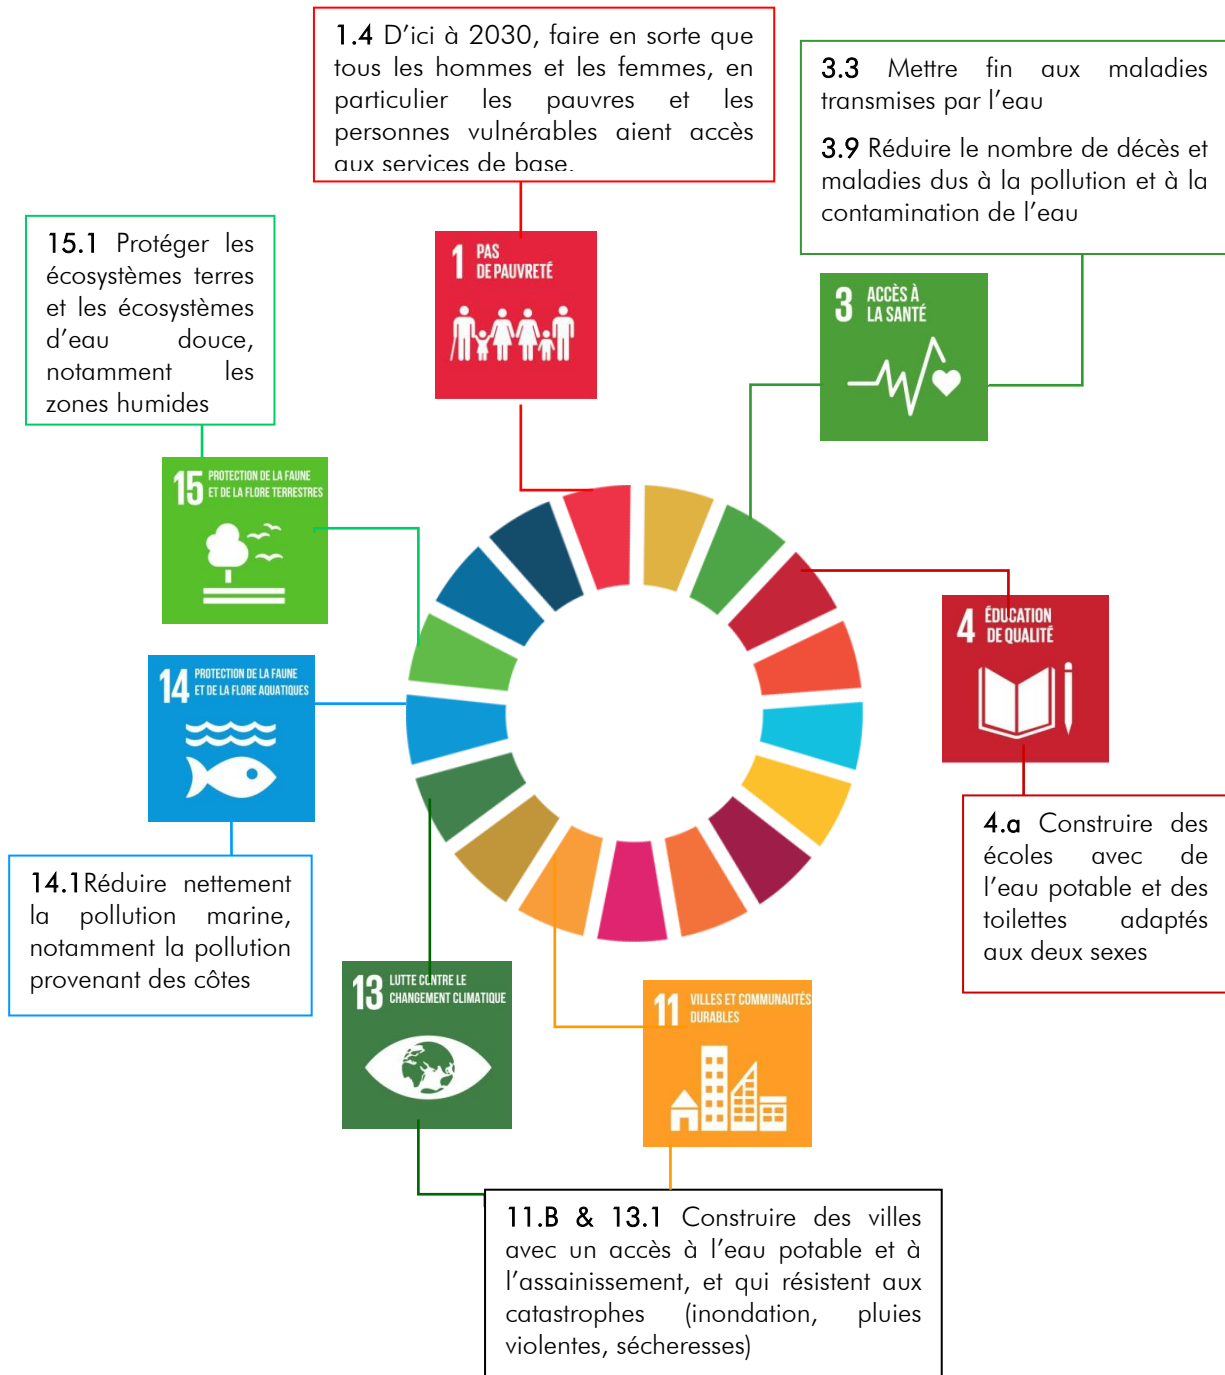 1.4 D’ici à 2030, faire en sorte que
tous les hommes et les femmes, en
particulier les pauvres et les
personnes vulnérables aient accès
aux services de base.
3.3 Mettre fin aux maladies
transmises par l’eau
3.9 Réduire le nombre de décès et
maladies dus à la pollution et à la
contamination de l’eau
15.1 Protéger les
écosystèmes terres
et les écosystèmes
d’eau douce,
notamment les
zones humides
1 PAS
DE PAUVRETÉ
3 ACCÈS À
LA SANTÉ
15 PROTECTION DE LA FAUNE
ET DE LA FLORE TERRESTRES
4 ÉDUCATION
DE QUALITÉ
14 PROTECTION DE LA FAUNE
ET DE LA FLORE AQUATIQUES
4.a Construire des
écoles avec de
l’eau potable et des
toilettes adaptés
aux deux sexes
14.1Réduire nettement
la pollution marine,
notamment la pollution
provenant des côtes
13 LUTTE CONTRE LE
CHANGEMENT CLIMATIQUE
11 VILLES ET COMMUNAUTÉS
DURABLES
11.B & 13.1 Construire des villes
avec un accès à l’eau potable et à
l’assainissement, et qui résistent aux
catastrophes (inondation, pluies
violentes, sécheresses)